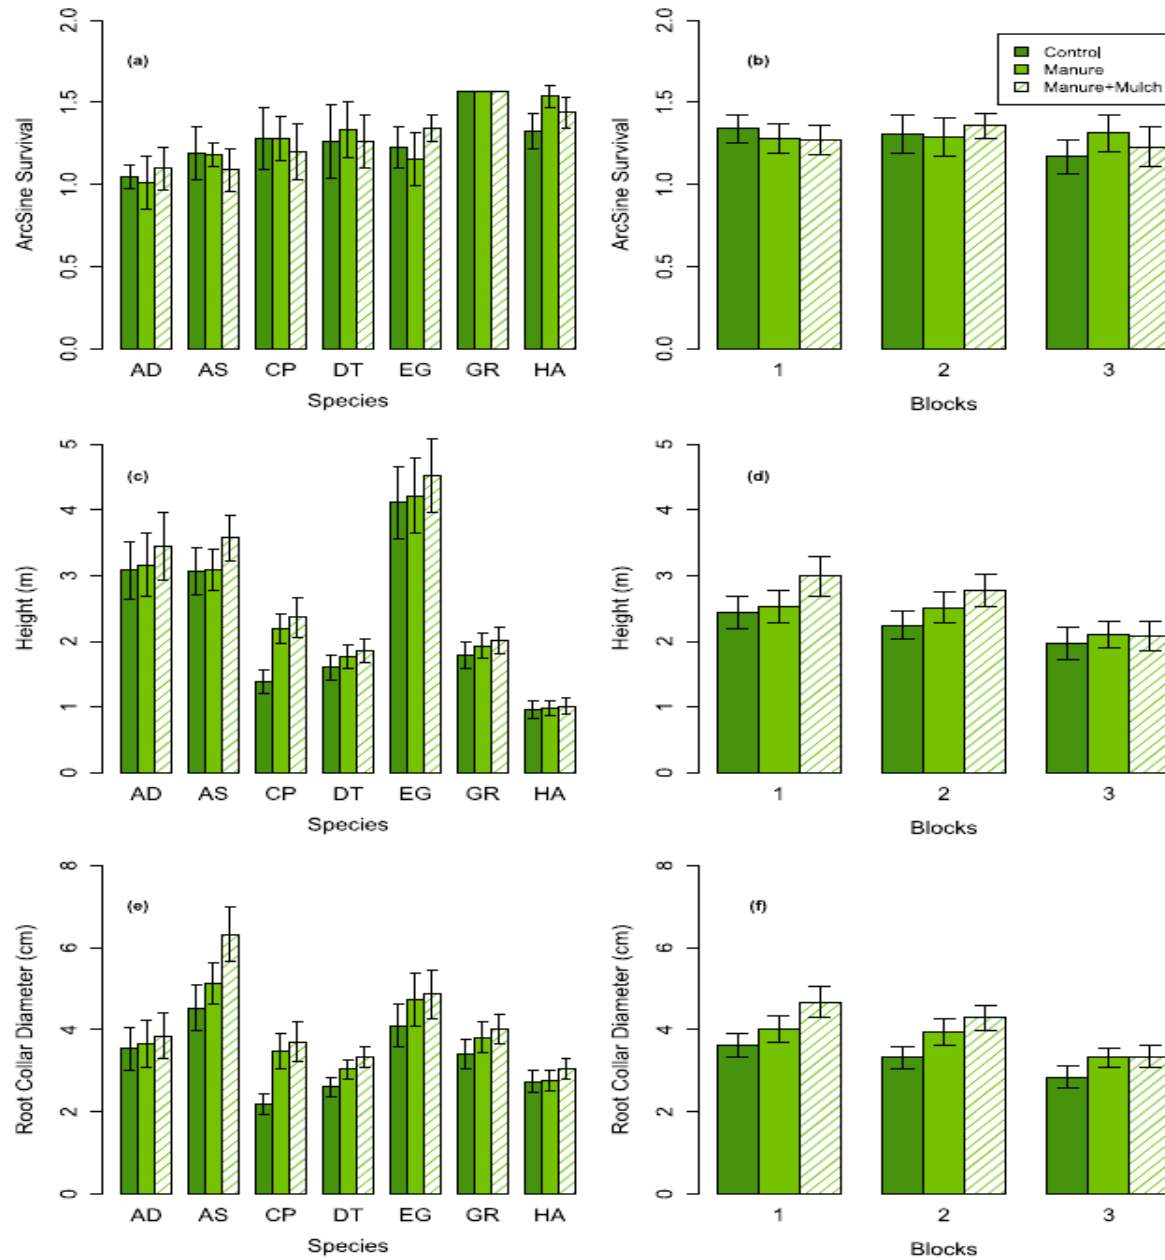 (a)
ArcSine Survival
2.0
1.5
1.0
0.5
0.0
AD AS CP DT EG GR HA
Species
(b)
Control
Manure
Manure+Mulch
ArcSine Survival
2.0
1.5
1.0
0.5
0.0
1 2 3
Blocks
(c)
Height (m)
5
4
3
2
1
0
AD AS CP DT EG GR HA
Species
(d)
Height (m)
5
4
3
2
1
0
1 2 3
Blocks
(e)
Root Collar Diameter (cm)
8
6
4
2
0
AD AS CP DT EG GR HA
Species
(f)
Root Collar Diameter (cm)
8
6
4
2
0
1 2 3
Blocks